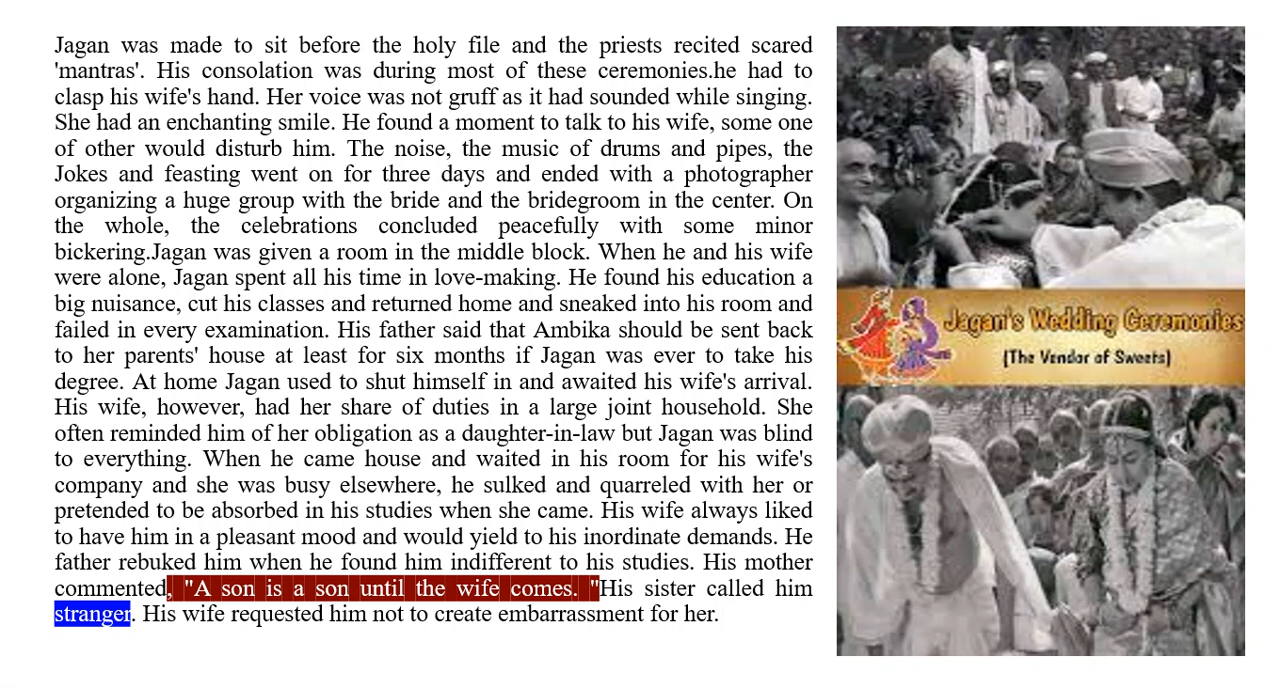 Jagan was made to sit before the holy file and the priests recited scared
'mantras'. His consolation was during most of these ceremonies.he had to
clasp his wife's hand. Her voice was not gruff as it had sounded while singing.
She had an enchanting smile. He found a moment to talk to his wife, some one
of other would disturb him. The noise, the music of drums and pipes, the
Jokes and feasting went on for three days and ended with a photographer
organizing a huge group with the bride and the bridegroom in the center. On
the whole, the celebrations concluded peacefully with some minor
bickering.Jagan was given a room in the middle block. When he and his wife
were alone, Jagan spent all his time in love-making. He found his education a
big nuisance, cut his classes and returned home and sneaked into his room and
failed in every examination. His father said that Ambika should be sent back
to her parents' house at least for six months if Jagan was ever to take his
degree. At home Jagan used to shut himself in and awaited his wife's arrival.
His wife, however, had her share of duties in a large joint household. She
often reminded him of her obligation as a daughter-in-law but Jagan was blind
to everything. When he came house and waited in his room for his wife's
company and she was busy elsewhere, he sulked and quarreled with her or
pretended to be absorbed in his studies when she came. His wife always liked
to have him in a pleasant mood and would yield to his inordinate demands. He
father rebuked him when he found him indifferent to his studies. His mother
commented, "A son is a son until the wife comes. "His sister called him
stranger. His wife requested him not to create embarrassment for her.
Jagan's Wedding Ceremonies
(The Vendor of Sweets)